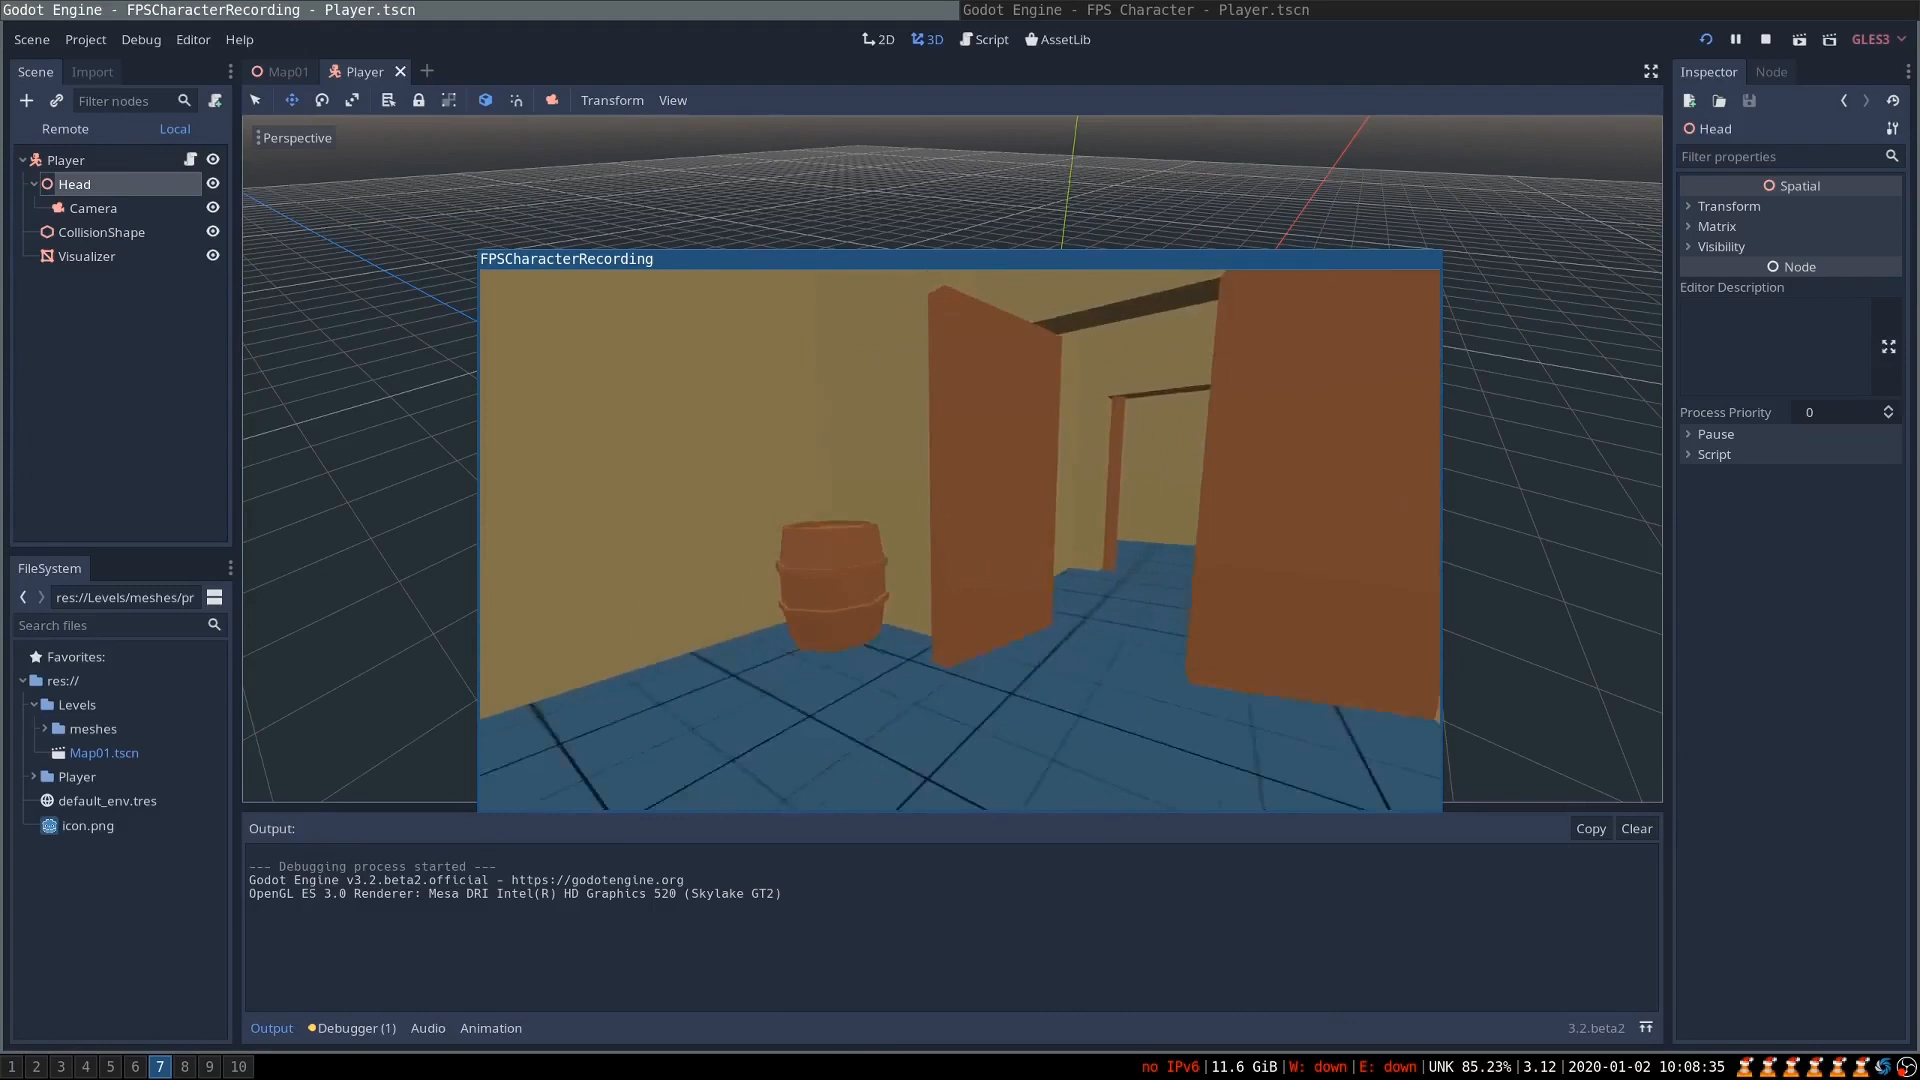 Godot Engine - FPSCharacterRecording - Player.tscn
Godot Engine - FPS Character - Player.tscn
Scene Project Debug Editor Help
2D 3D Script AssetLib
GLES3
Scene Import
Map01 Player
Inspector Node
Filter nodes
Transform View
Remote Local
Perspective
Head
Filter properties
Player
Head
Camera
CollisionShape
Visualizer
Spatial
Transform
Matrix
Visibility
Node
Editor Description
Process Priority 0
Pause
Script
FPSCharacterRecording
FileSystem
res://Levels/meshes/pr
Search files
Favorites:
res://
Levels
meshes
Map01.tscn
Player
default_env.tres
icon.png
Output:
Copy Clear
--- Debugging process started ---
Godot Engine v3.2.beta2.official - https://godotengine.org
OpenGL ES 3.0 Renderer: Mesa DRI Intel(R) HD Graphics 520 (Skylake GT2)
Output Debugger (1) Audio Animation
3.2.beta2
1 2 3 4 5 6 7 8 9 10
no IPv6|11.6 GiB|W: down|E: down|UNK 85.23%|3.12|2020-01-02 10:08:35